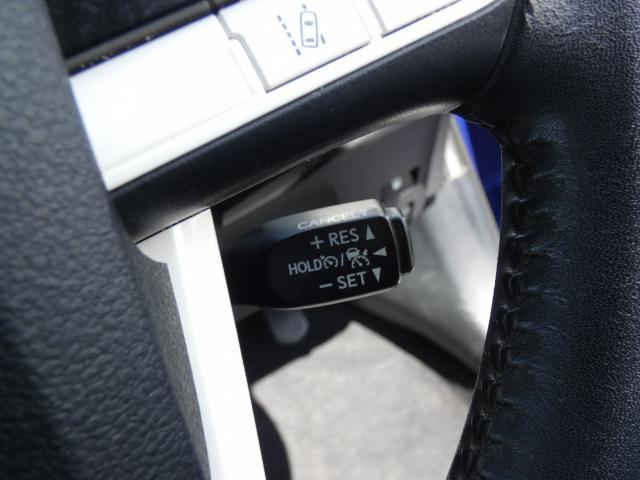 CANCEL
+ RES ▲
HOLD / ◀
− SET ▼